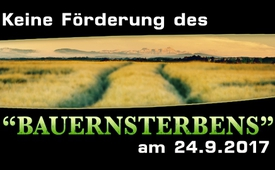 Keine Förderung des
“BAUERNSTERBENS”
am 24.9.2017